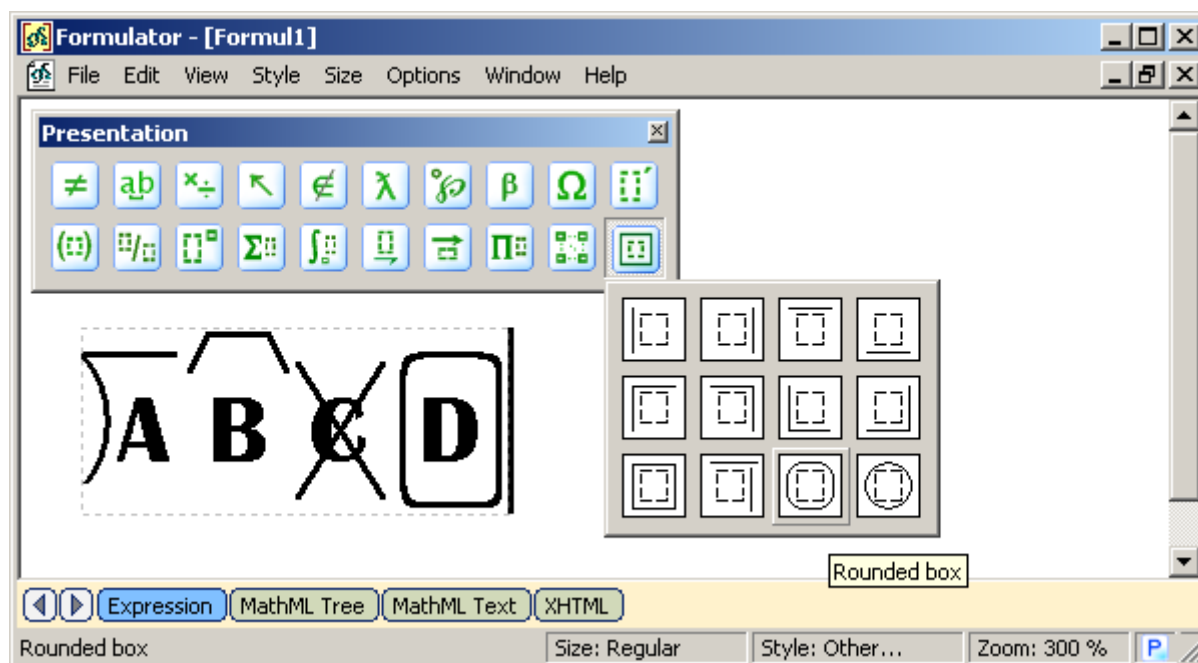 Formulator - [Formul1]
File Edit View Style Size Options Window Help
Presentation
≠ ab ×÷ ↖ ∉ ƛ °℘ β Ω
Σ ∫ Π
A B C D
Rounded box
Expression MathML Tree MathML Text XHTML
Rounded box Size: Regular Style: Other... Zoom: 300 % P